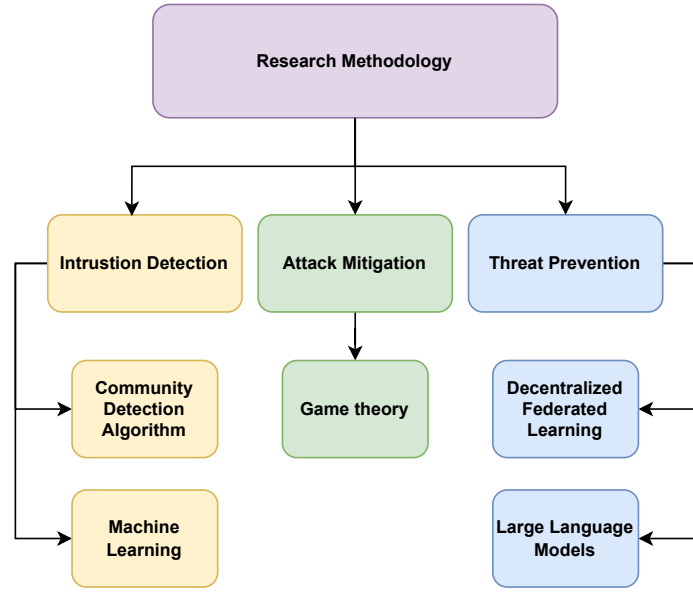 Research Methodology
Intrustion Detection
Attack Mitigation
Threat Prevention
Community
Detection
Algorithm
Game theory
Decentralized
Federated
Learning
Machine
Learning
Large Language
Models